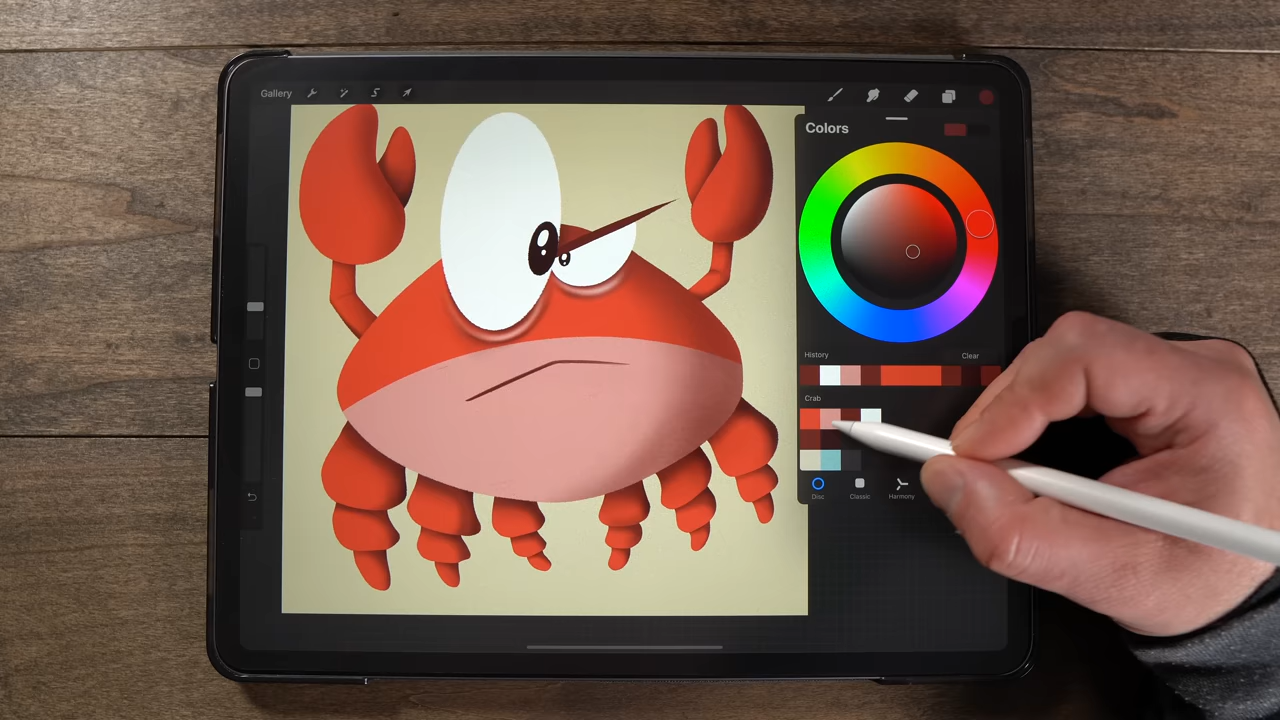 Gallery
Colors
History Clear
Crab
Disc Classic Harmony